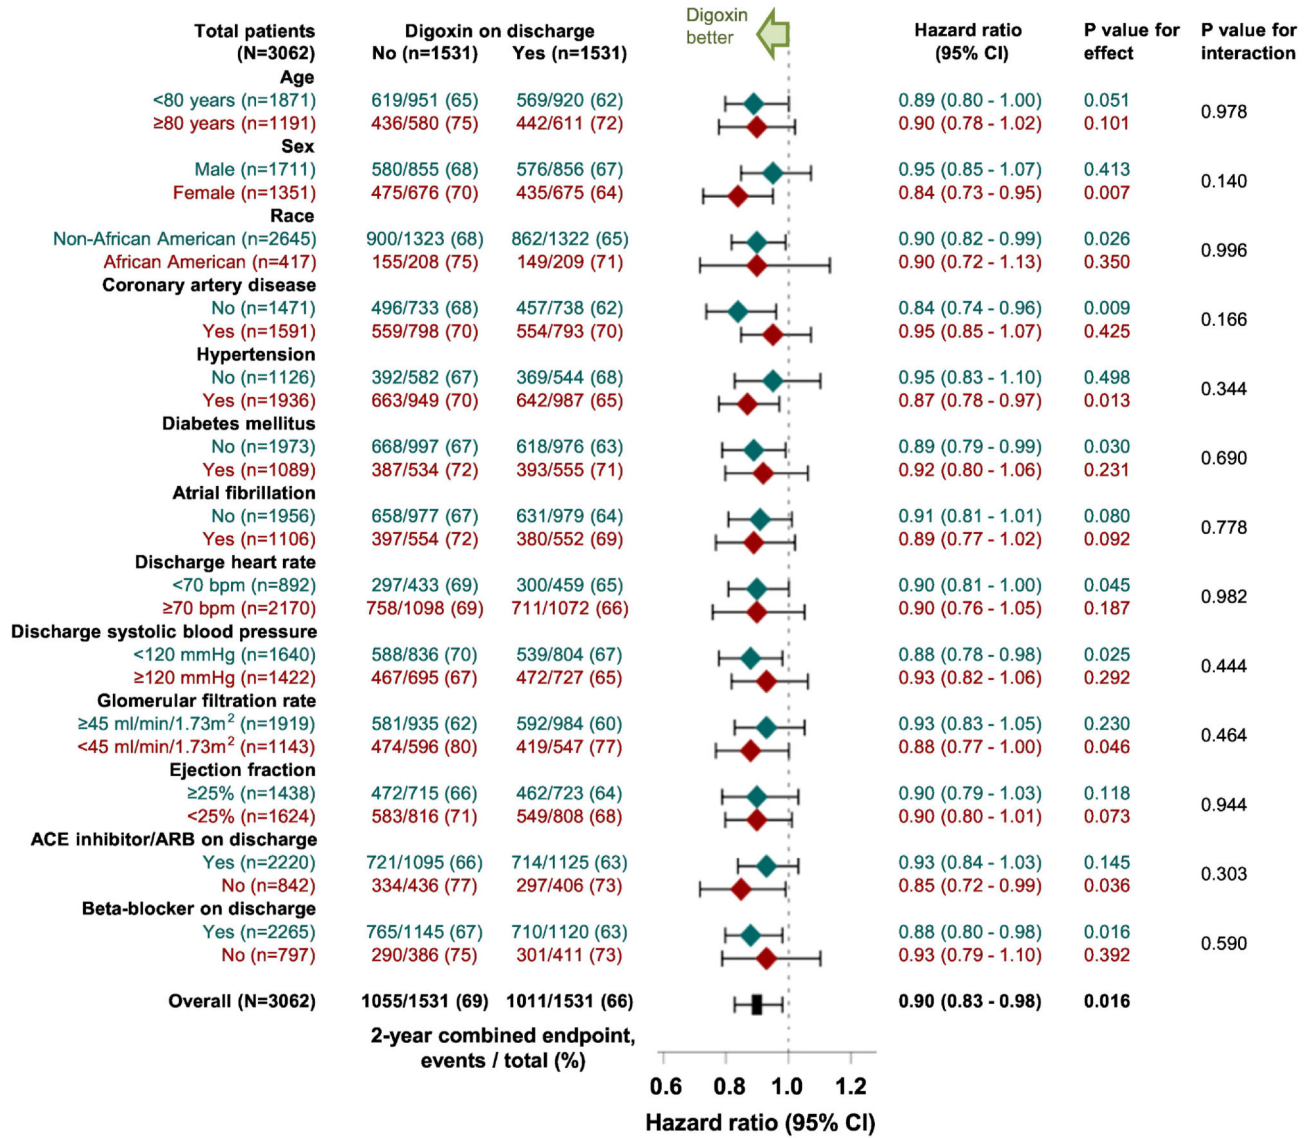 Total patients Digoxin on discharge Digoxin Hazard ratio P value for P value for
(N=3062) No (n=1531) Yes (n=1531) better (95% CI) effect interaction
Age
<80 years (n=1871) 619/951 (65) 569/920 (62) 0.89 (0.80 - 1.00) 0.051
0.978
≥80 years (n=1191) 436/580 (75) 442/611 (72) 0.90 (0.78 - 1.02) 0.101
Sex
Male (n=1711) 580/855 (68) 576/856 (67) 0.95 (0.85 - 1.07) 0.413
0.140
Female (n=1351) 475/676 (70) 435/675 (64) 0.84 (0.73 - 0.95) 0.007
Race
Non-African American (n=2645) 900/1323 (68) 862/1322 (65) 0.90 (0.82 - 0.99) 0.026
0.996
African American (n=417) 155/208 (75) 149/209 (71) 0.90 (0.72 - 1.13) 0.350
Coronary artery disease
No (n=1471) 496/733 (68) 457/738 (62) 0.84 (0.74 - 0.96) 0.009
0.166
Yes (n=1591) 559/798 (70) 554/793 (70) 0.95 (0.85 - 1.07) 0.425
Hypertension
No (n=1126) 392/582 (67) 369/544 (68) 0.95 (0.83 - 1.10) 0.498
0.344
Yes (n=1936) 663/949 (70) 642/987 (65) 0.87 (0.78 - 0.97) 0.013
Diabetes mellitus
No (n=1973) 668/997 (67) 618/976 (63) 0.89 (0.79 - 0.99) 0.030
0.690
Yes (n=1089) 387/534 (72) 393/555 (71) 0.92 (0.80 - 1.06) 0.231
Atrial fibrillation
No (n=1956) 658/977 (67) 631/979 (64) 0.91 (0.81 - 1.01) 0.080
0.778
Yes (n=1106) 397/554 (72) 380/552 (69) 0.89 (0.77 - 1.02) 0.092
Discharge heart rate
<70 bpm (n=892) 297/433 (69) 300/459 (65) 0.90 (0.81 - 1.00) 0.045
0.982
≥70 bpm (n=2170) 758/1098 (69) 711/1072 (66) 0.90 (0.76 - 1.05) 0.187
Discharge systolic blood pressure
<120 mmHg (n=1640) 588/836 (70) 539/804 (67) 0.88 (0.78 - 0.98) 0.025
0.444
≥120 mmHg (n=1422) 467/695 (67) 472/727 (65) 0.93 (0.82 - 1.06) 0.292
Glomerular filtration rate
≥45 ml/min/1.73m² (n=1919) 581/935 (62) 592/984 (60) 0.93 (0.83 - 1.05) 0.230
0.464
<45 ml/min/1.73m² (n=1143) 474/596 (80) 419/547 (77) 0.88 (0.77 - 1.00) 0.046
Ejection fraction
≥25% (n=1438) 472/715 (66) 462/723 (64) 0.90 (0.79 - 1.03) 0.118
0.944
<25% (n=1624) 583/816 (71) 549/808 (68) 0.90 (0.80 - 1.01) 0.073
ACE inhibitor/ARB on discharge
Yes (n=2220) 721/1095 (66) 714/1125 (63) 0.93 (0.84 - 1.03) 0.145
0.303
No (n=842) 334/436 (77) 297/406 (73) 0.85 (0.72 - 0.99) 0.036
Beta-blocker on discharge
Yes (n=2265) 765/1145 (67) 710/1120 (63) 0.88 (0.80 - 0.98) 0.016
0.590
No (n=797) 290/386 (75) 301/411 (73) 0.93 (0.79 - 1.10) 0.392
Overall (N=3062) 1055/1531 (69) 1011/1531 (66) 0.90 (0.83 - 0.98) 0.016
2-year combined endpoint,
events / total (%)
0.6 0.8 1.0 1.2
Hazard ratio (95% CI)